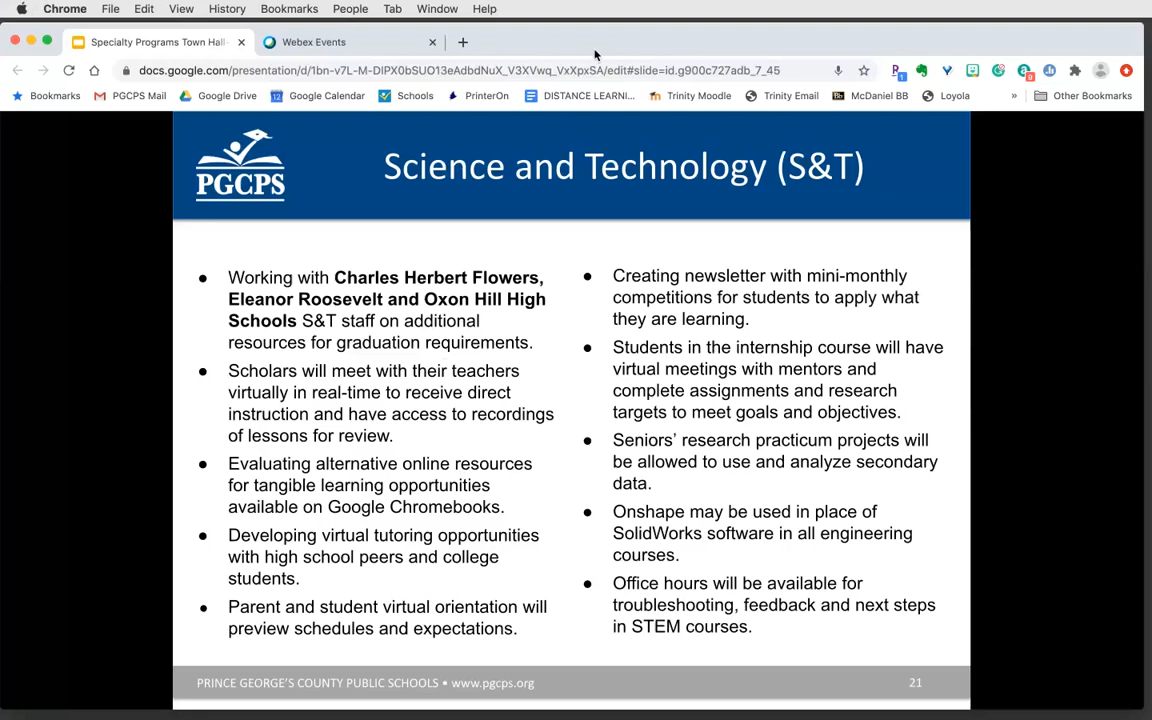 Chrome File Edit View History Bookmarks People Tab Window Help
Specialty Programs Town Hall- Webex Events
docs.google.com/presentation/d/1bn-v7L-M-DIPX0bSUO13eAdbdNuX_V3XVwq_VxXpxSA/edit#slide=id.g900c727adb_7_45
Bookmarks PGCPS Mail Google Drive Google Calendar Schools PrinterOn DISTANCE LEARNI... Trinity Moodle Trinity Email McDaniel BB Loyola » Other Bookmarks
PGCPS
Science and Technology (S&T)
● Working with Charles Herbert Flowers,
Eleanor Roosevelt and Oxon Hill High
Schools S&T staff on additional
resources for graduation requirements.
● Scholars will meet with their teachers
virtually in real-time to receive direct
instruction and have access to recordings
of lessons for review.
● Evaluating alternative online resources
for tangible learning opportunities
available on Google Chromebooks.
● Developing virtual tutoring opportunities
with high school peers and college
students.
● Parent and student virtual orientation will
preview schedules and expectations.
● Creating newsletter with mini-monthly
competitions for students to apply what
they are learning.
● Students in the internship course will have
virtual meetings with mentors and
complete assignments and research
targets to meet goals and objectives.
● Seniors’ research practicum projects will
be allowed to use and analyze secondary
data.
● Onshape may be used in place of
SolidWorks software in all engineering
courses.
● Office hours will be available for
troubleshooting, feedback and next steps
in STEM courses.
PRINCE GEORGE’S COUNTY PUBLIC SCHOOLS • www.pgcps.org 21